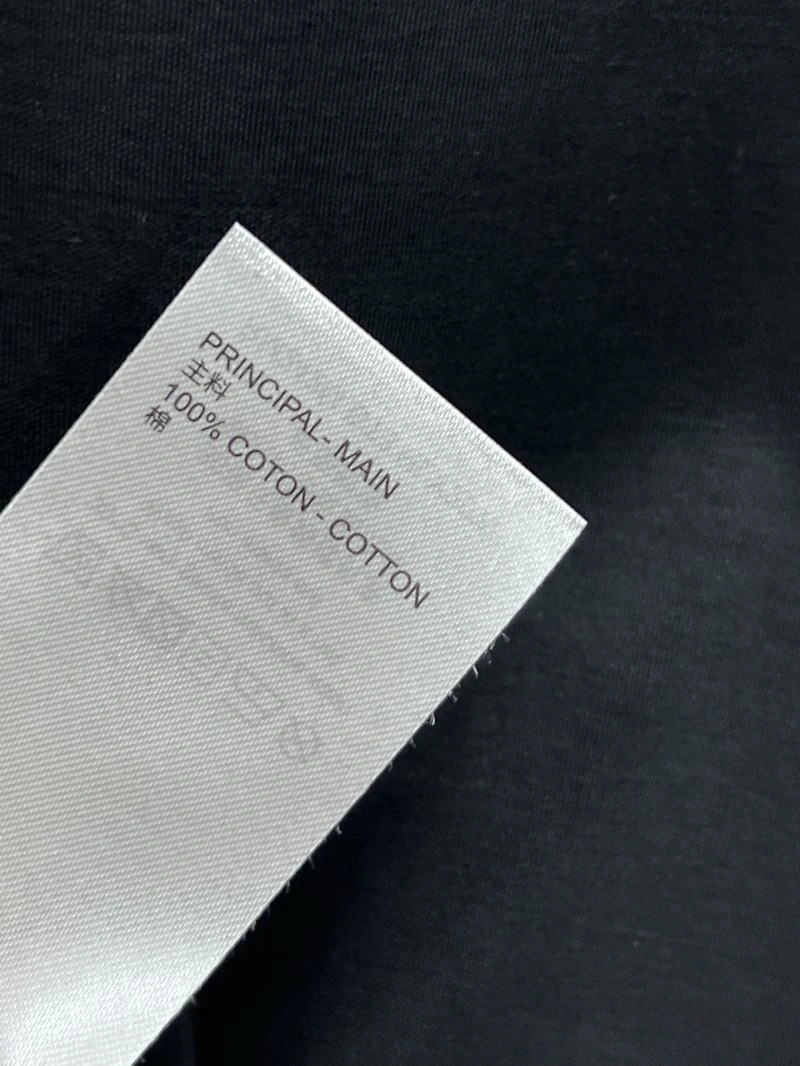 PRINCIPAL- MAIN
主料
100% COTON - COTTON
棉